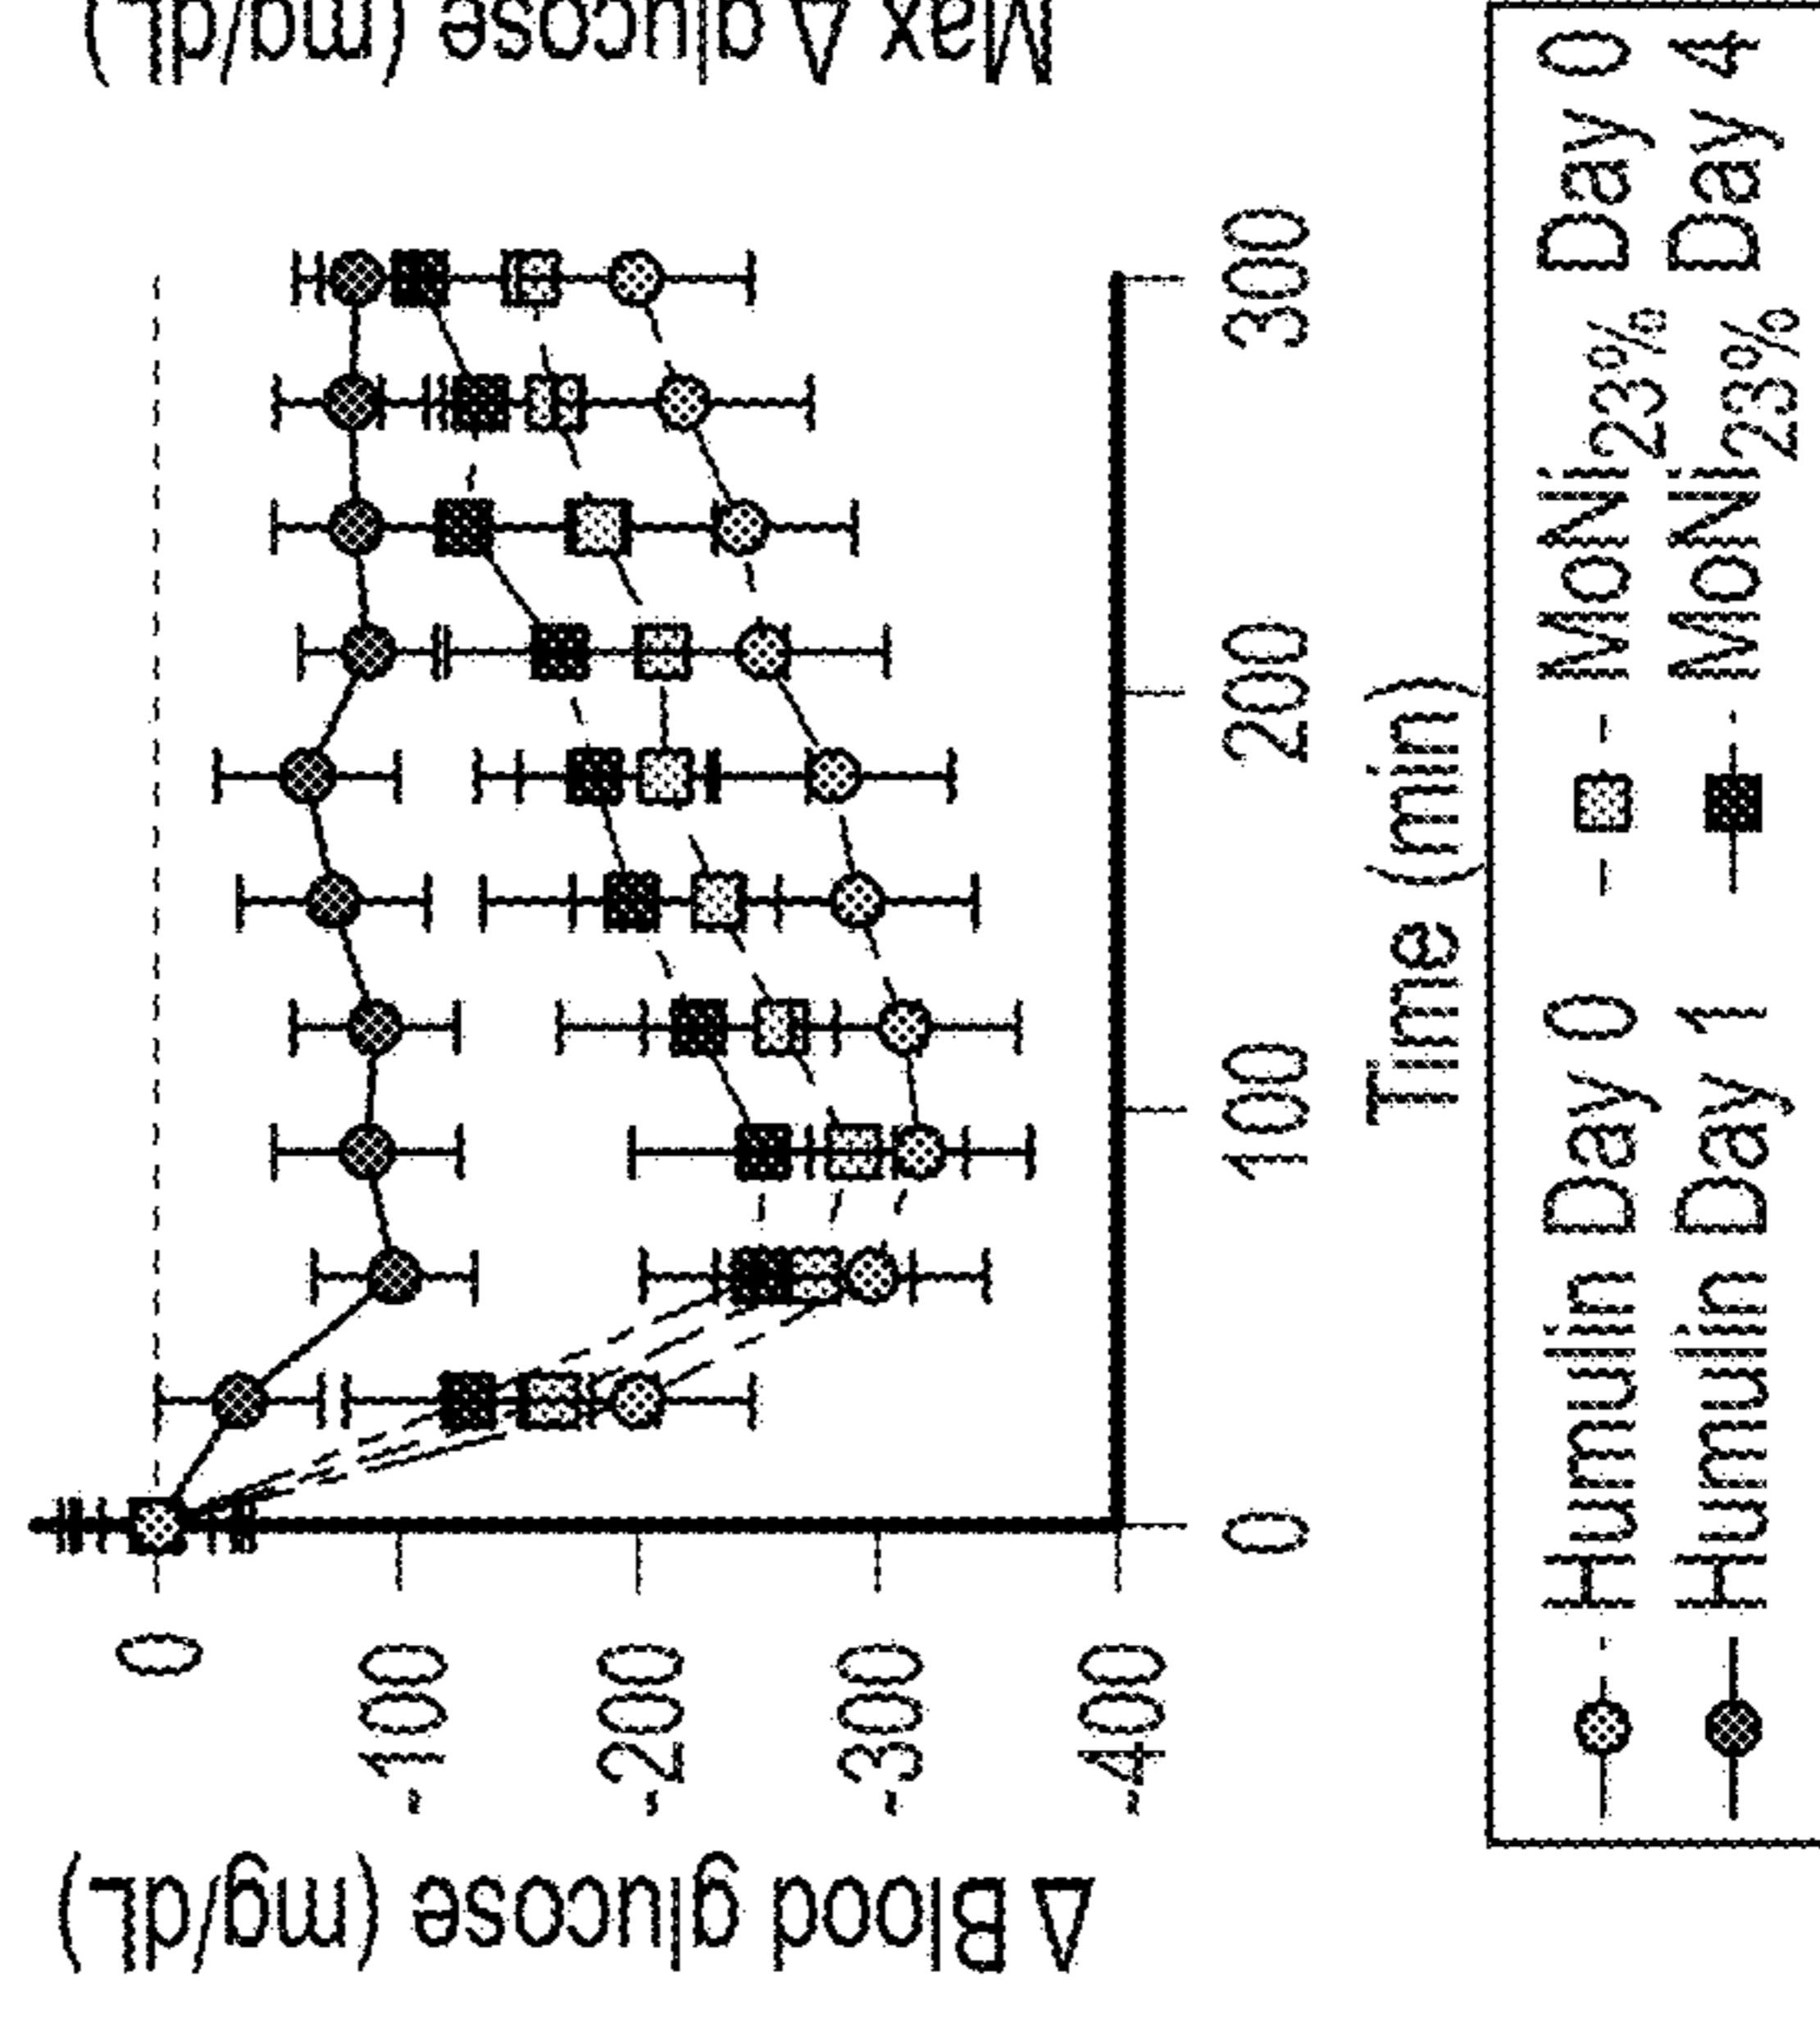 Δ Blood glucose (mg/dL)
0
-100
-200
-300
-400
0 100 200 300
Time (min)
Max Δ glucose (mg/dL)
Humulin Day 0 MoNi23% Day 0
Humulin Day 1 MoNi23% Day 4